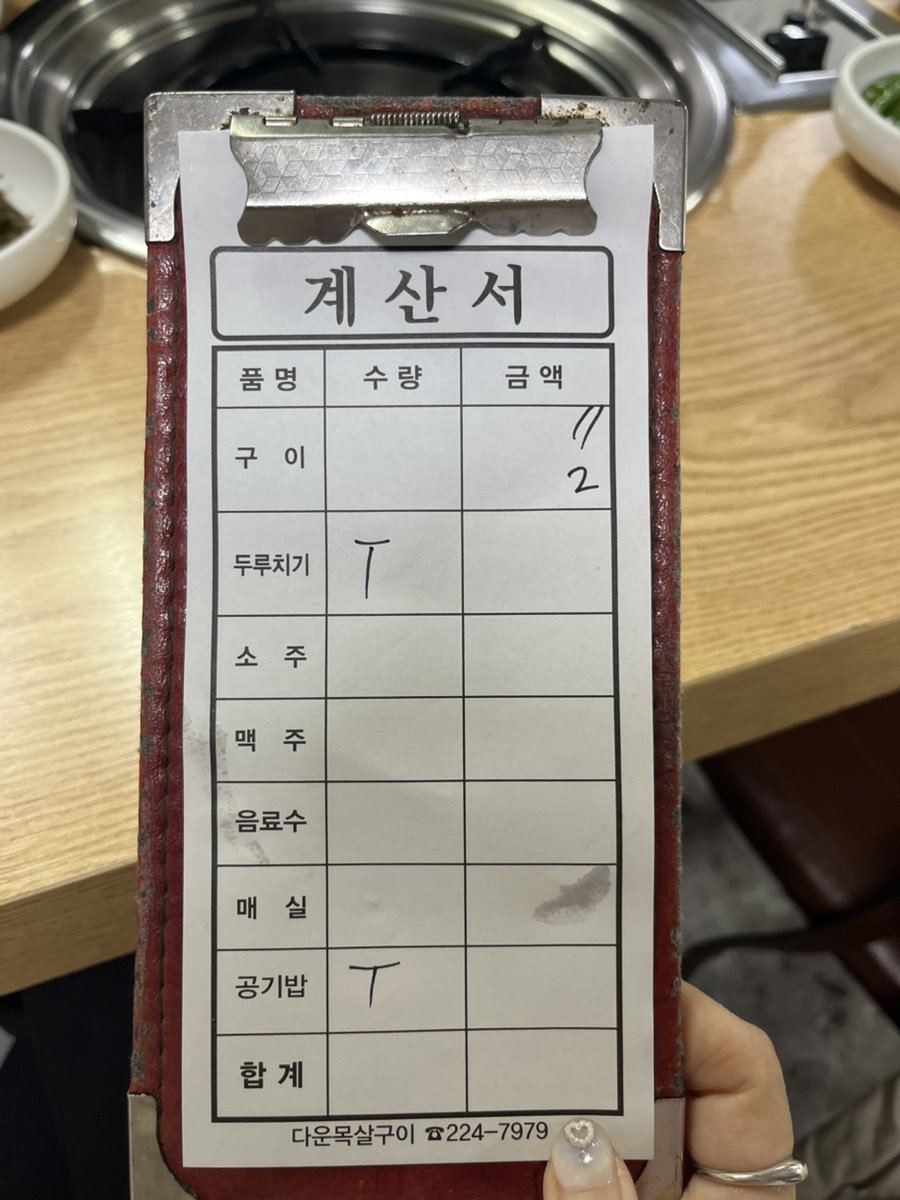 계산서
품명 수량 금액
구이 〃
2
두루치기 T
소주
맥주
음료수
매실
공기밥 T
합계
다운목살구이 ☎224-7979